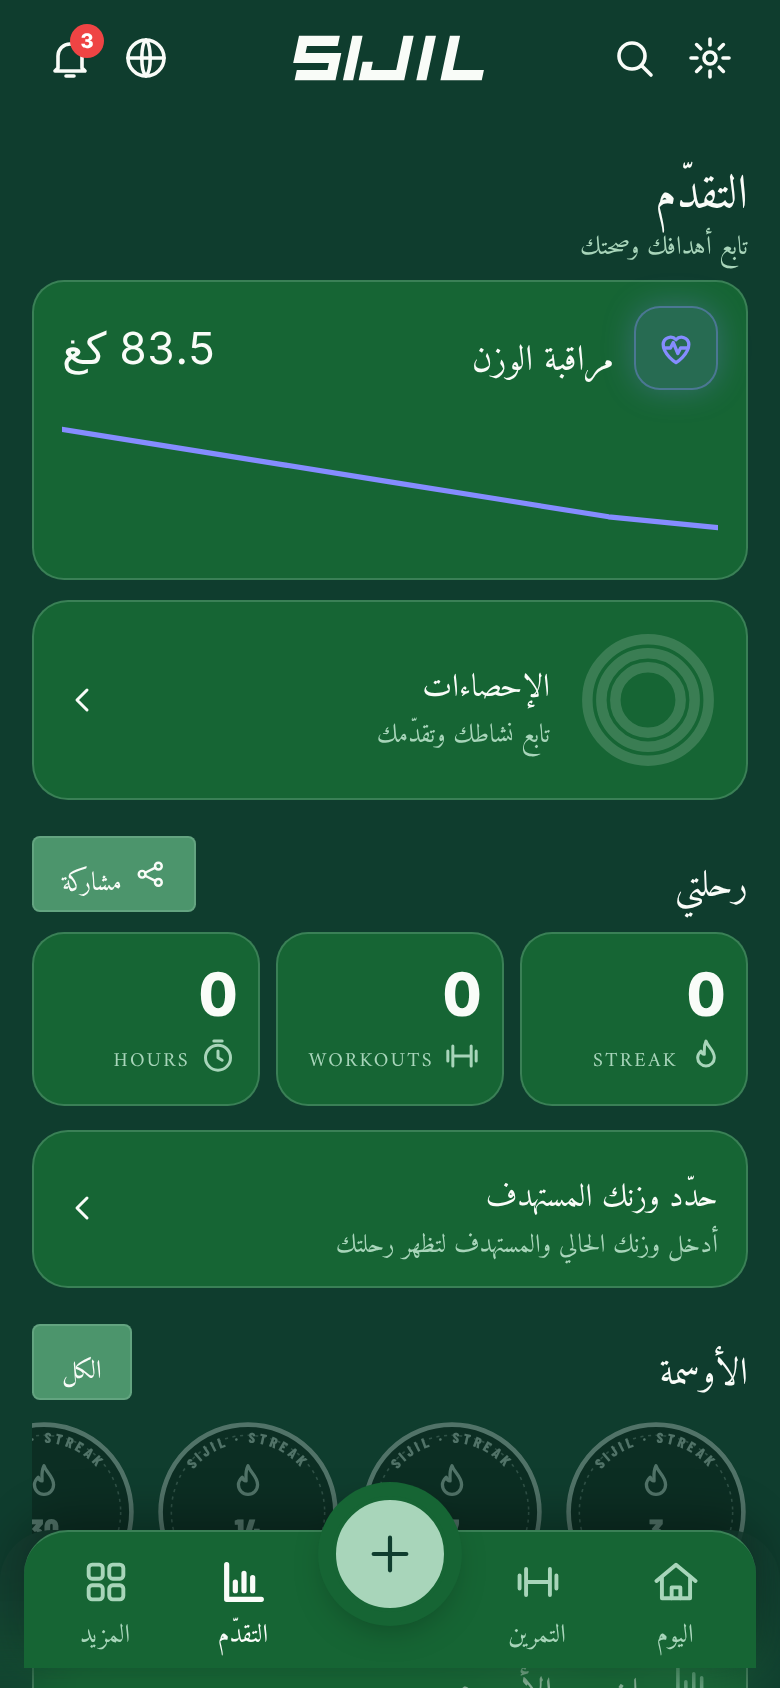 3
SIJIL
التقدّم
تابع أهدافك وصحتك
مراقبة الوزن
83.5 كغ
الإحصاءات
تابع نشاطك وتقدّمك
رحلتي
مشاركة
0
STREAK
0
WORKOUTS
0
HOURS
حدّد وزنك المستهدف
أدخل وزنك الحالي والمستهدف لتظهر رحلتك
الأوسمة
الكل
SIJIL · STREAK
SIJIL · STREAK
SIJIL · STREAK
· STREAK
اليوم
التمرين
التقدّم
المزيد